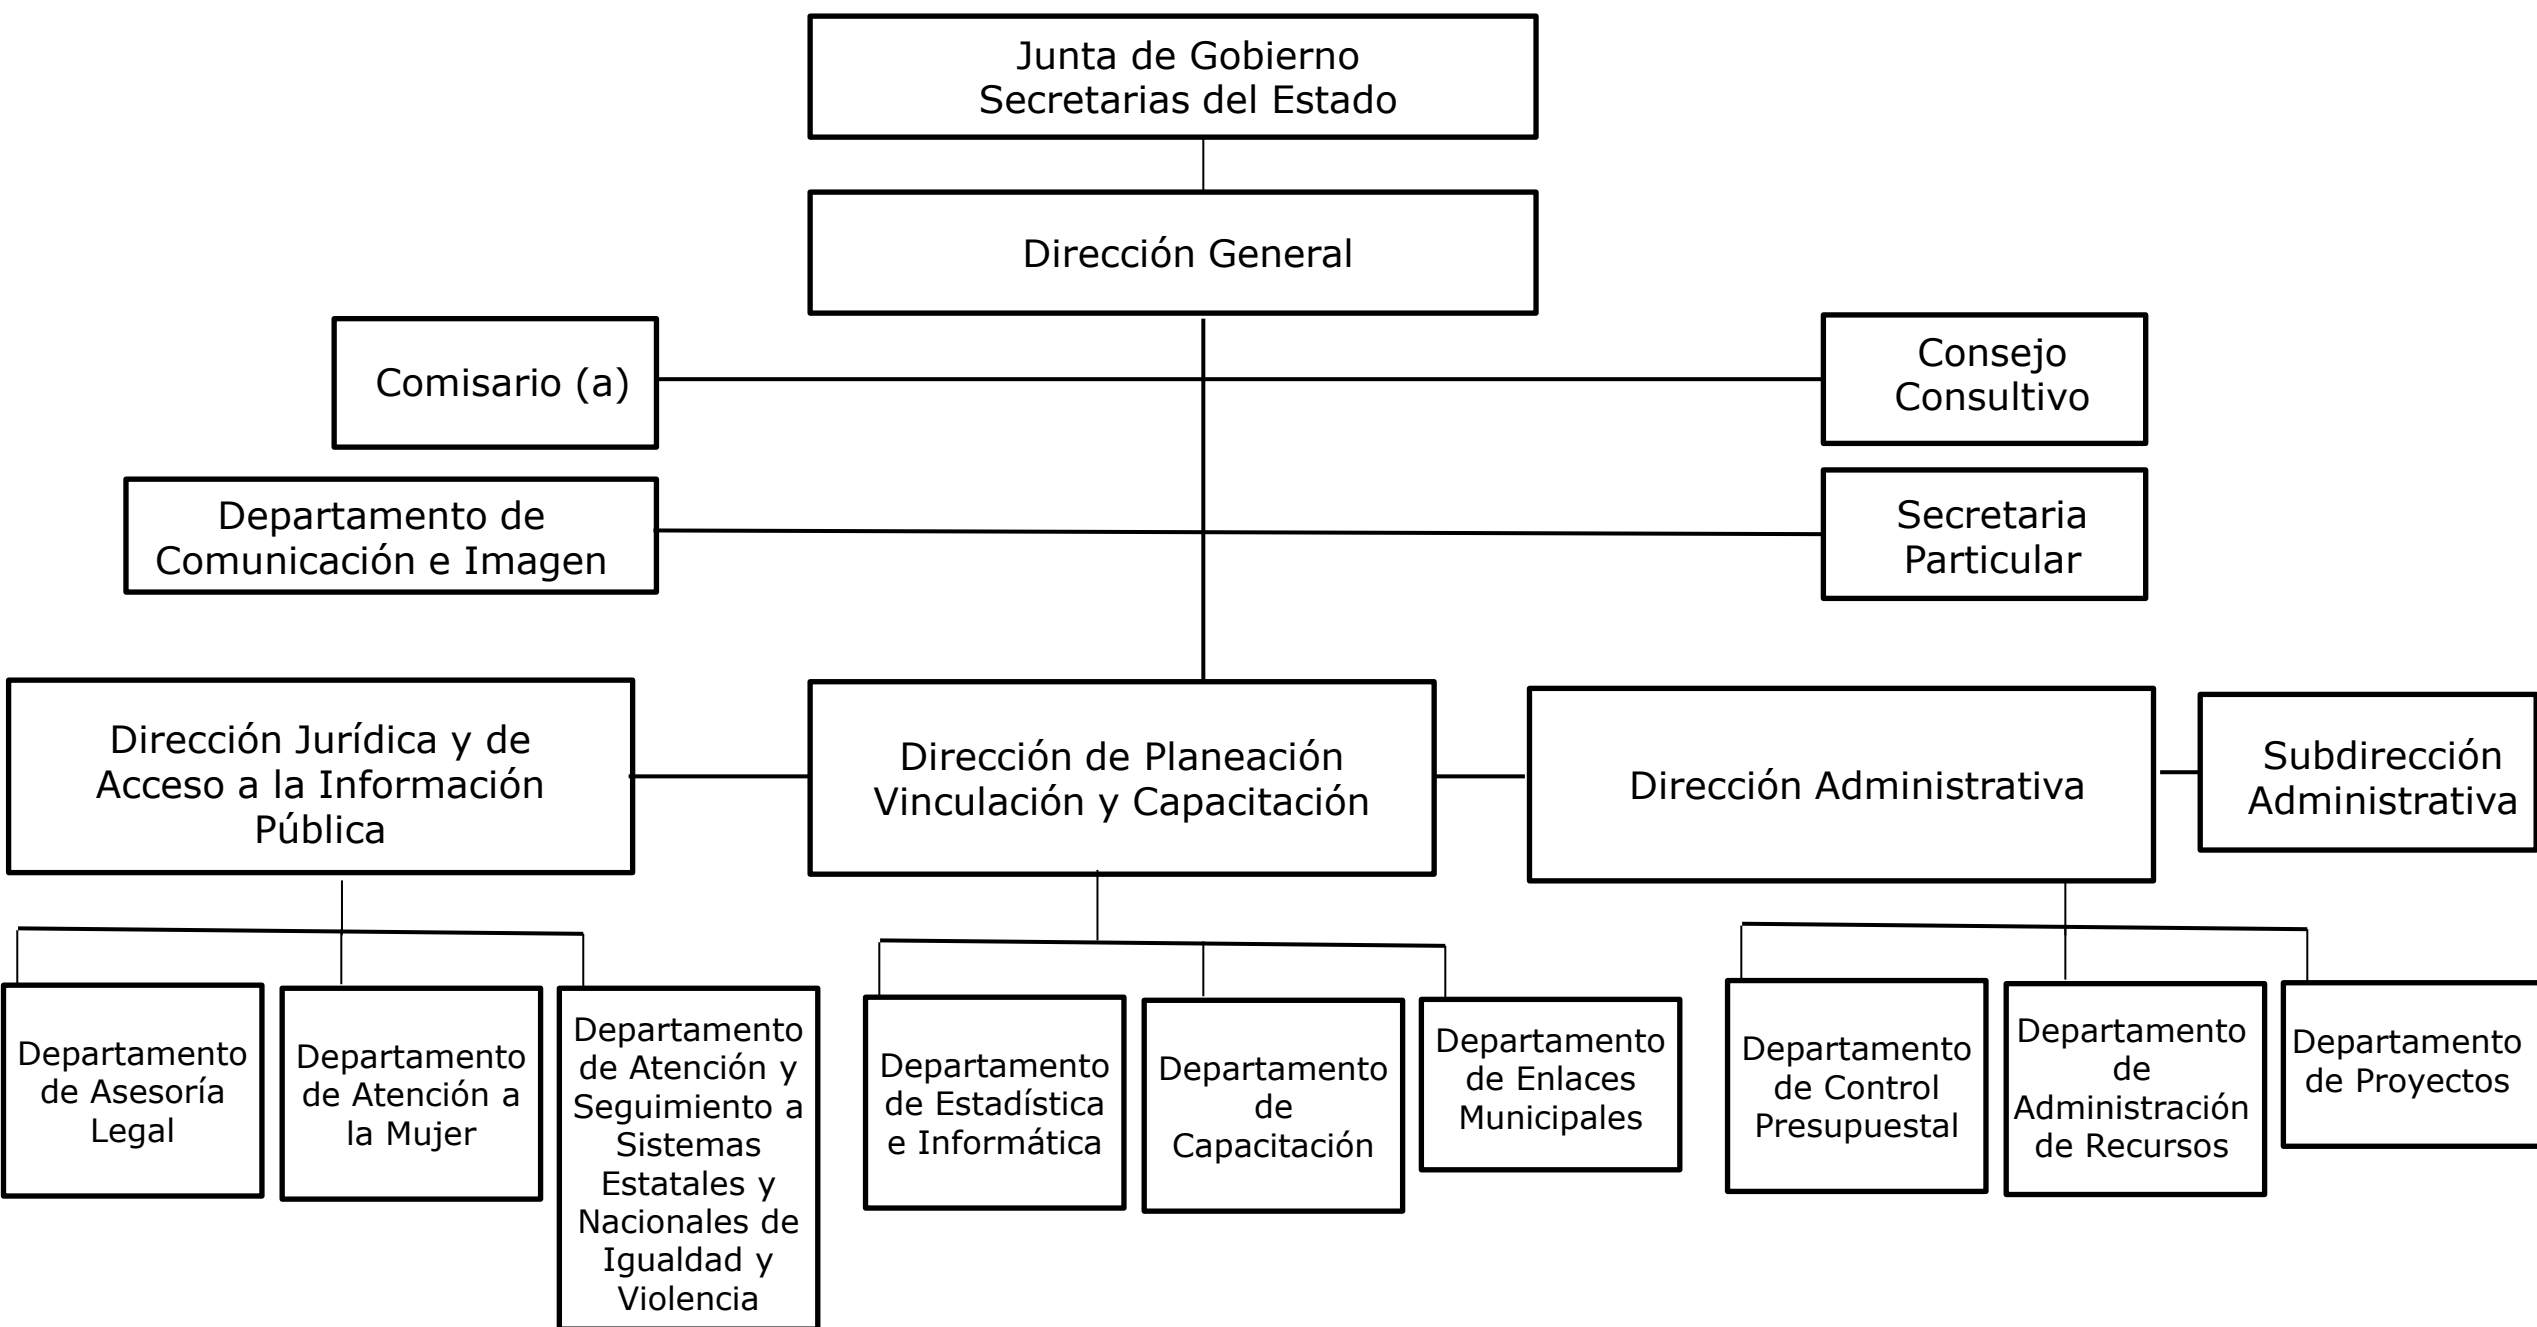 Junta de Gobierno
Secretarias del Estado
Dirección General
Comisario (a)
Consejo
Consultivo
Departamento de
Comunicación e Imagen
Secretaria
Particular
Dirección Jurídica y de
Acceso a la Información
Pública
Dirección de Planeación
Vinculación y Capacitación
Dirección Administrativa
Subdirección
Administrativa
Departamento
de Asesoría
Legal
Departamento
de Atención a
la Mujer
Departamento
de Atención y
Seguimiento a
Sistemas
Estatales y
Nacionales de
Igualdad y
Violencia
Departamento
de Estadística
e Informática
Departamento
de
Capacitación
Departamento
de Enlaces
Municipales
Departamento
de Control
Presupuestal
Departamento
de
Administración
de Recursos
Departamento
de Proyectos